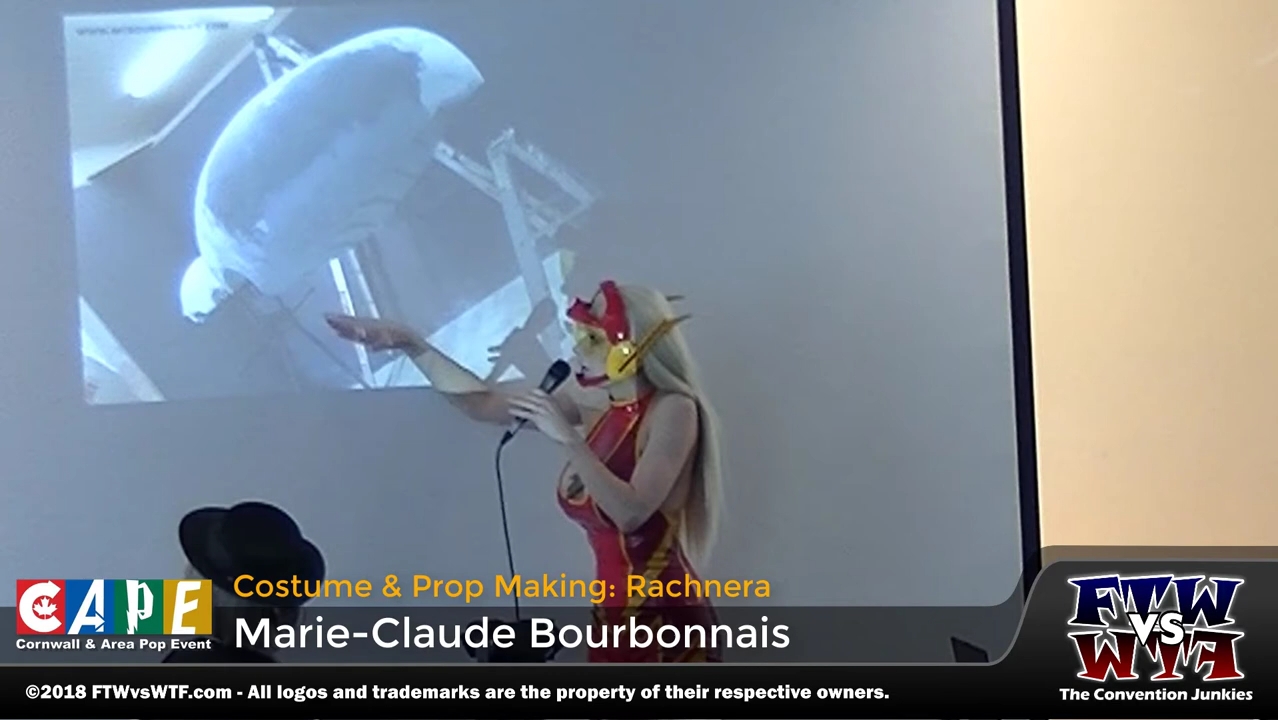 Costume & Prop Making: Rachnera
CAPE
Cornwall & Area Pop Event
Marie-Claude Bourbonnais
FTW
VS
WTF
The Convention Junkies
©2018 FTWvsWTF.com - All logos and trademarks are the property of their respective owners.